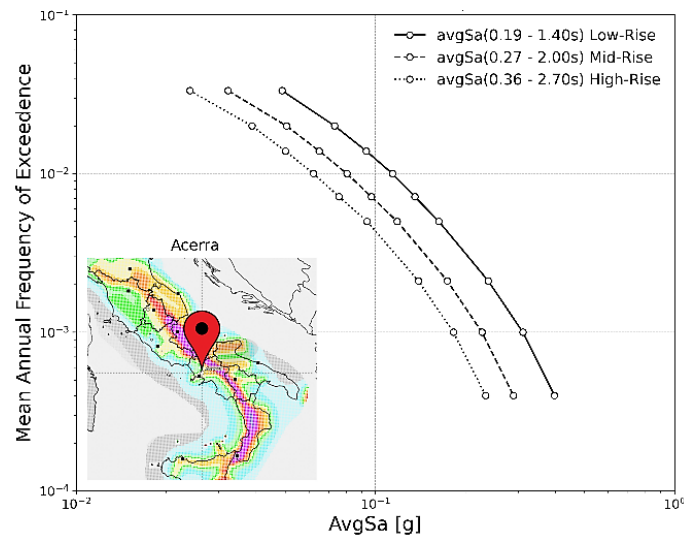 10⁻¹
avgSa(0.19 - 1.40s) Low-Rise
avgSa(0.27 - 2.00s) Mid-Rise
avgSa(0.36 - 2.70s) High-Rise
Mean Annual Frequency of Exceedence
10⁻²
Acerra
10⁻³
10⁻⁴
10⁻²
10⁻¹
10⁰
AvgSa [g]